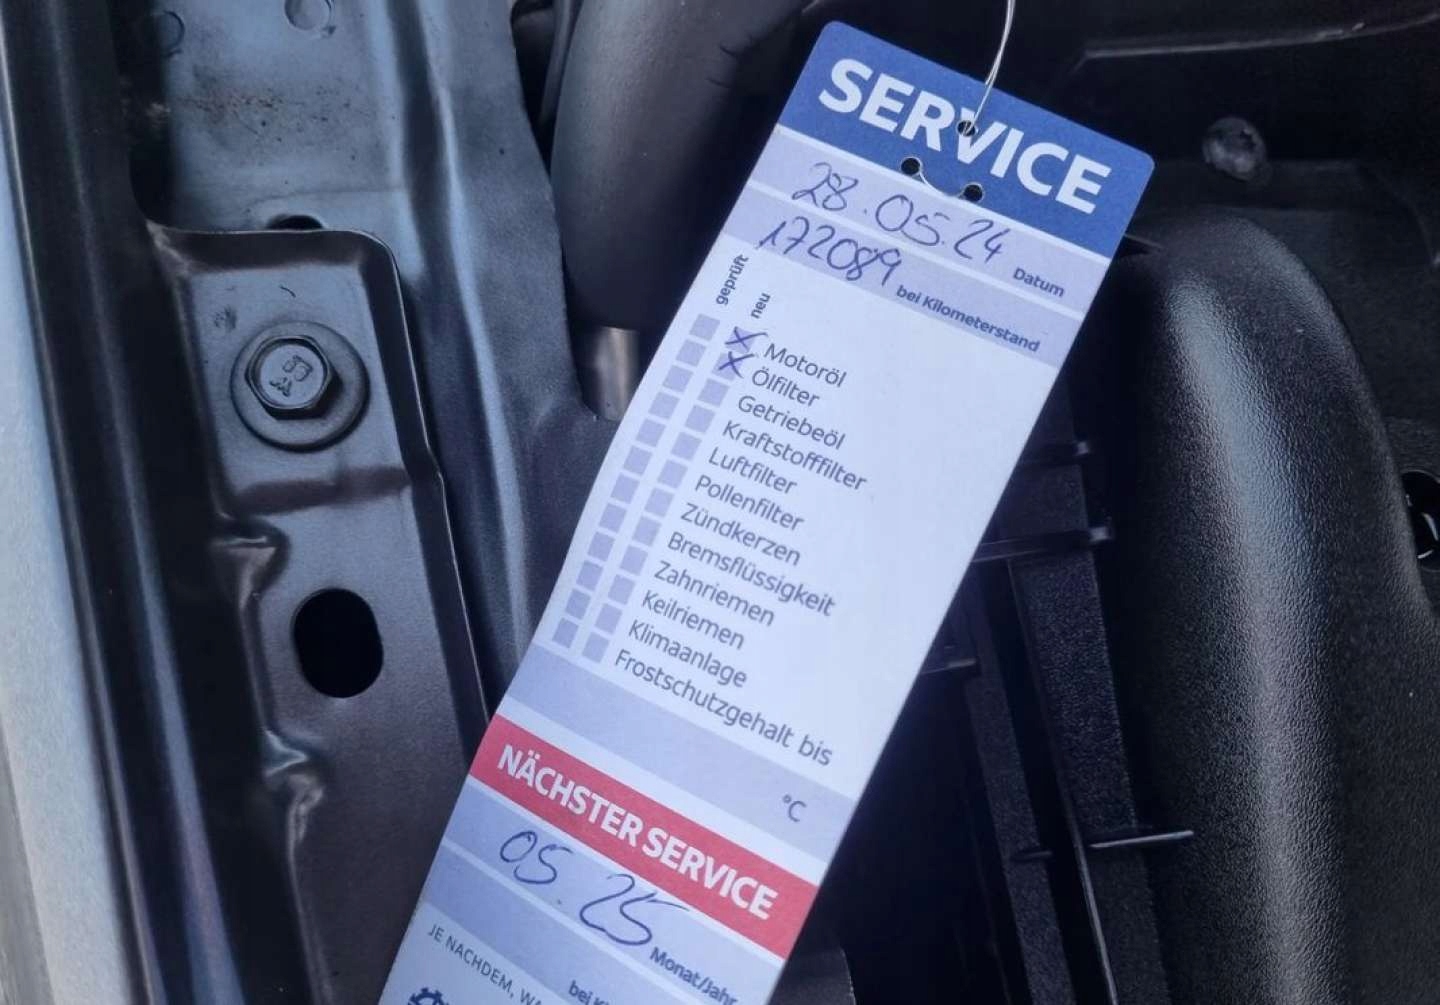 SERVICE
28.05.24 Datum
172089 bei Kilometerstand
geprüft neu
Motoröl
Ölfilter
Getriebeöl
Kraftstofffilter
Luftfilter
Pollenfilter
Zündkerzen
Bremsflüssigkeit
Zahnriemen
Keilriemen
Klimaanlage
Frostschutzgehalt bis
°C
NÄCHSTER SERVICE
05.25 Monat/Jahr
bei
JE NACHDEM,